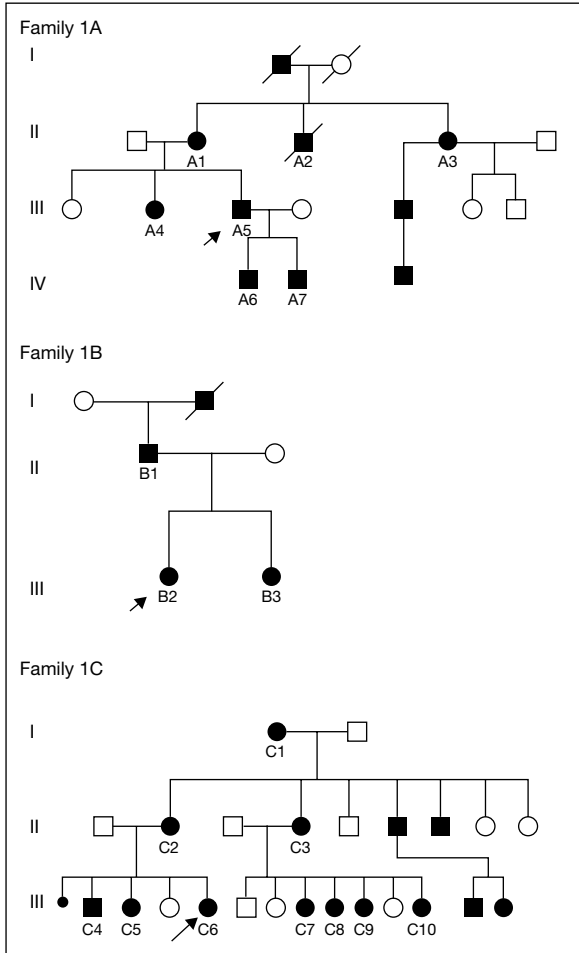 Family 1A
I
II
A1 A2 A3
III
A4 A5
IV
A6 A7
Family 1B
I
II
B1
III
B2 B3
Family 1C
I
C1
II
C2 C3
III
C4 C5 C6 C7 C8 C9 C10